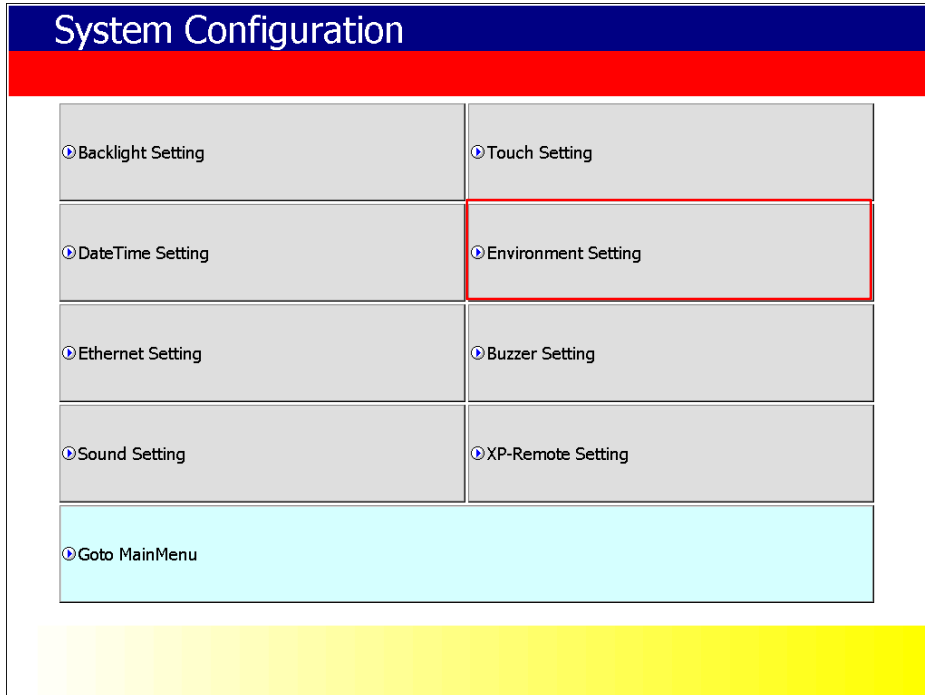 System Configuration
Backlight Setting
Touch Setting
DateTime Setting
Environment Setting
Ethernet Setting
Buzzer Setting
Sound Setting
XP-Remote Setting
Goto MainMenu